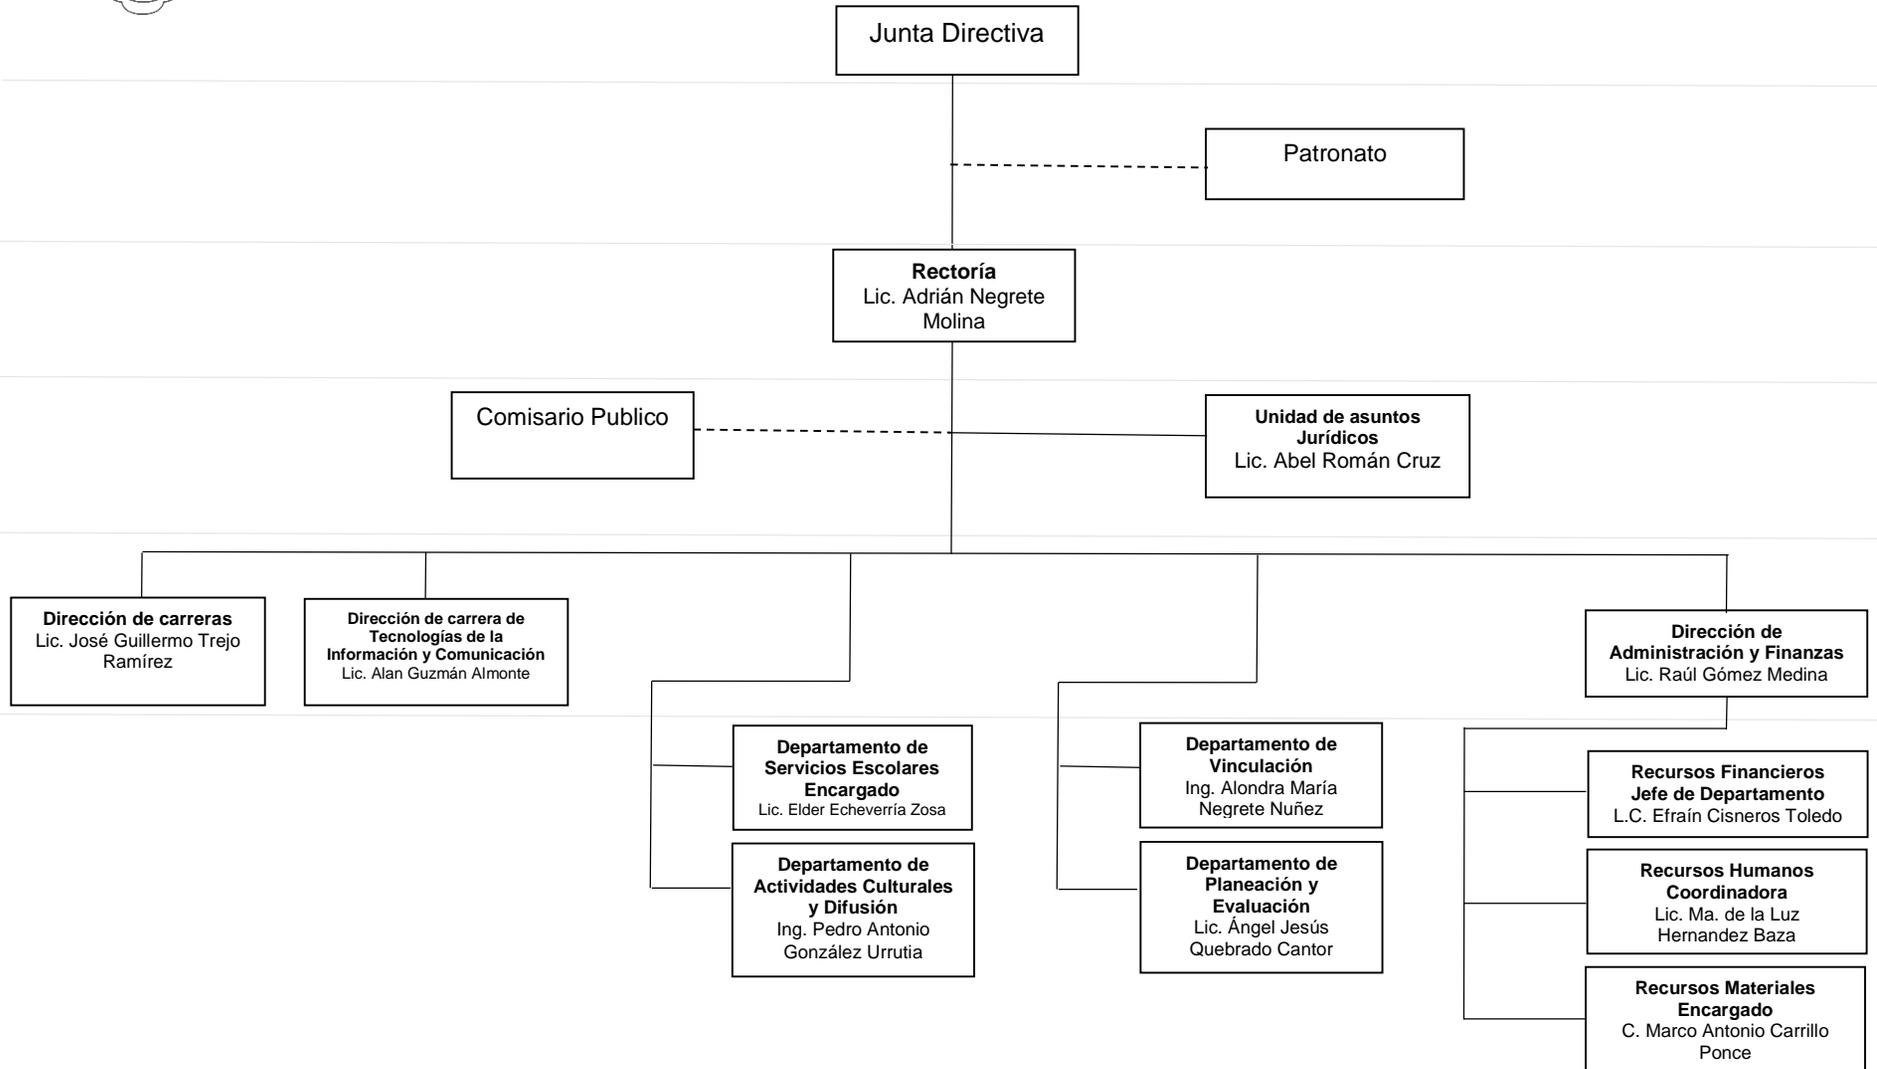 Junta Directiva
Patronato
Rectoría
Lic. Adrián Negrete
Molina
Comisario Publico
Unidad de asuntos
Jurídicos
Lic. Abel Román Cruz
Dirección de carreras
Lic. José Guillermo Trejo
Ramírez
Dirección de carrera de
Tecnologías de la
Información y Comunicación
Lic. Alan Guzmán Almonte
Dirección de
Administración y Finanzas
Lic. Raúl Gómez Medina
Departamento de
Servicios Escolares
Encargado
Lic. Elder Echeverría Zosa
Departamento de
Vinculación
Ing. Alondra María
Negrete Nuñez
Recursos Financieros
Jefe de Departamento
L.C. Efraín Cisneros Toledo
Departamento de
Actividades Culturales
y Difusión
Ing. Pedro Antonio
González Urrutia
Departamento de
Planeación y
Evaluación
Lic. Ángel Jesús
Quebrado Cantor
Recursos Humanos
Coordinadora
Lic. Ma. de la Luz
Hernandez Baza
Recursos Materiales
Encargado
C. Marco Antonio Carrillo
Ponce